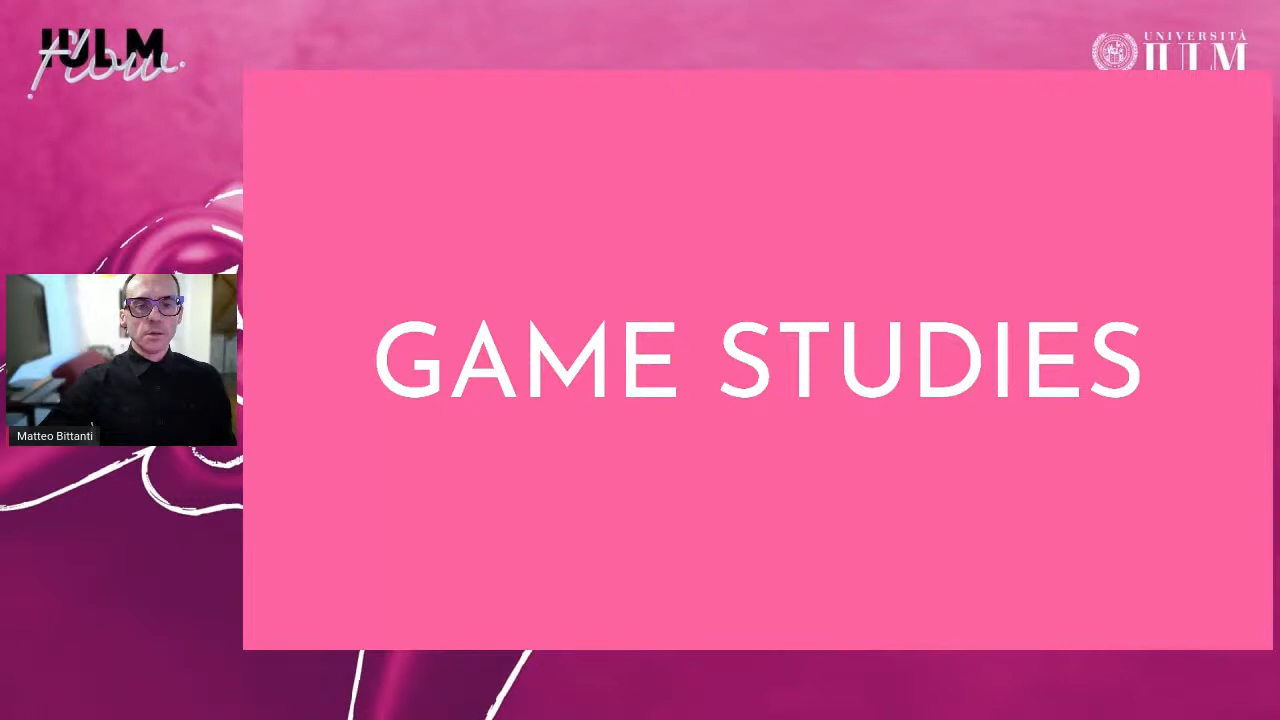 IULM
flow.
UNIVERSITÀ
IULM
GAME STUDIES
Matteo Bittanti